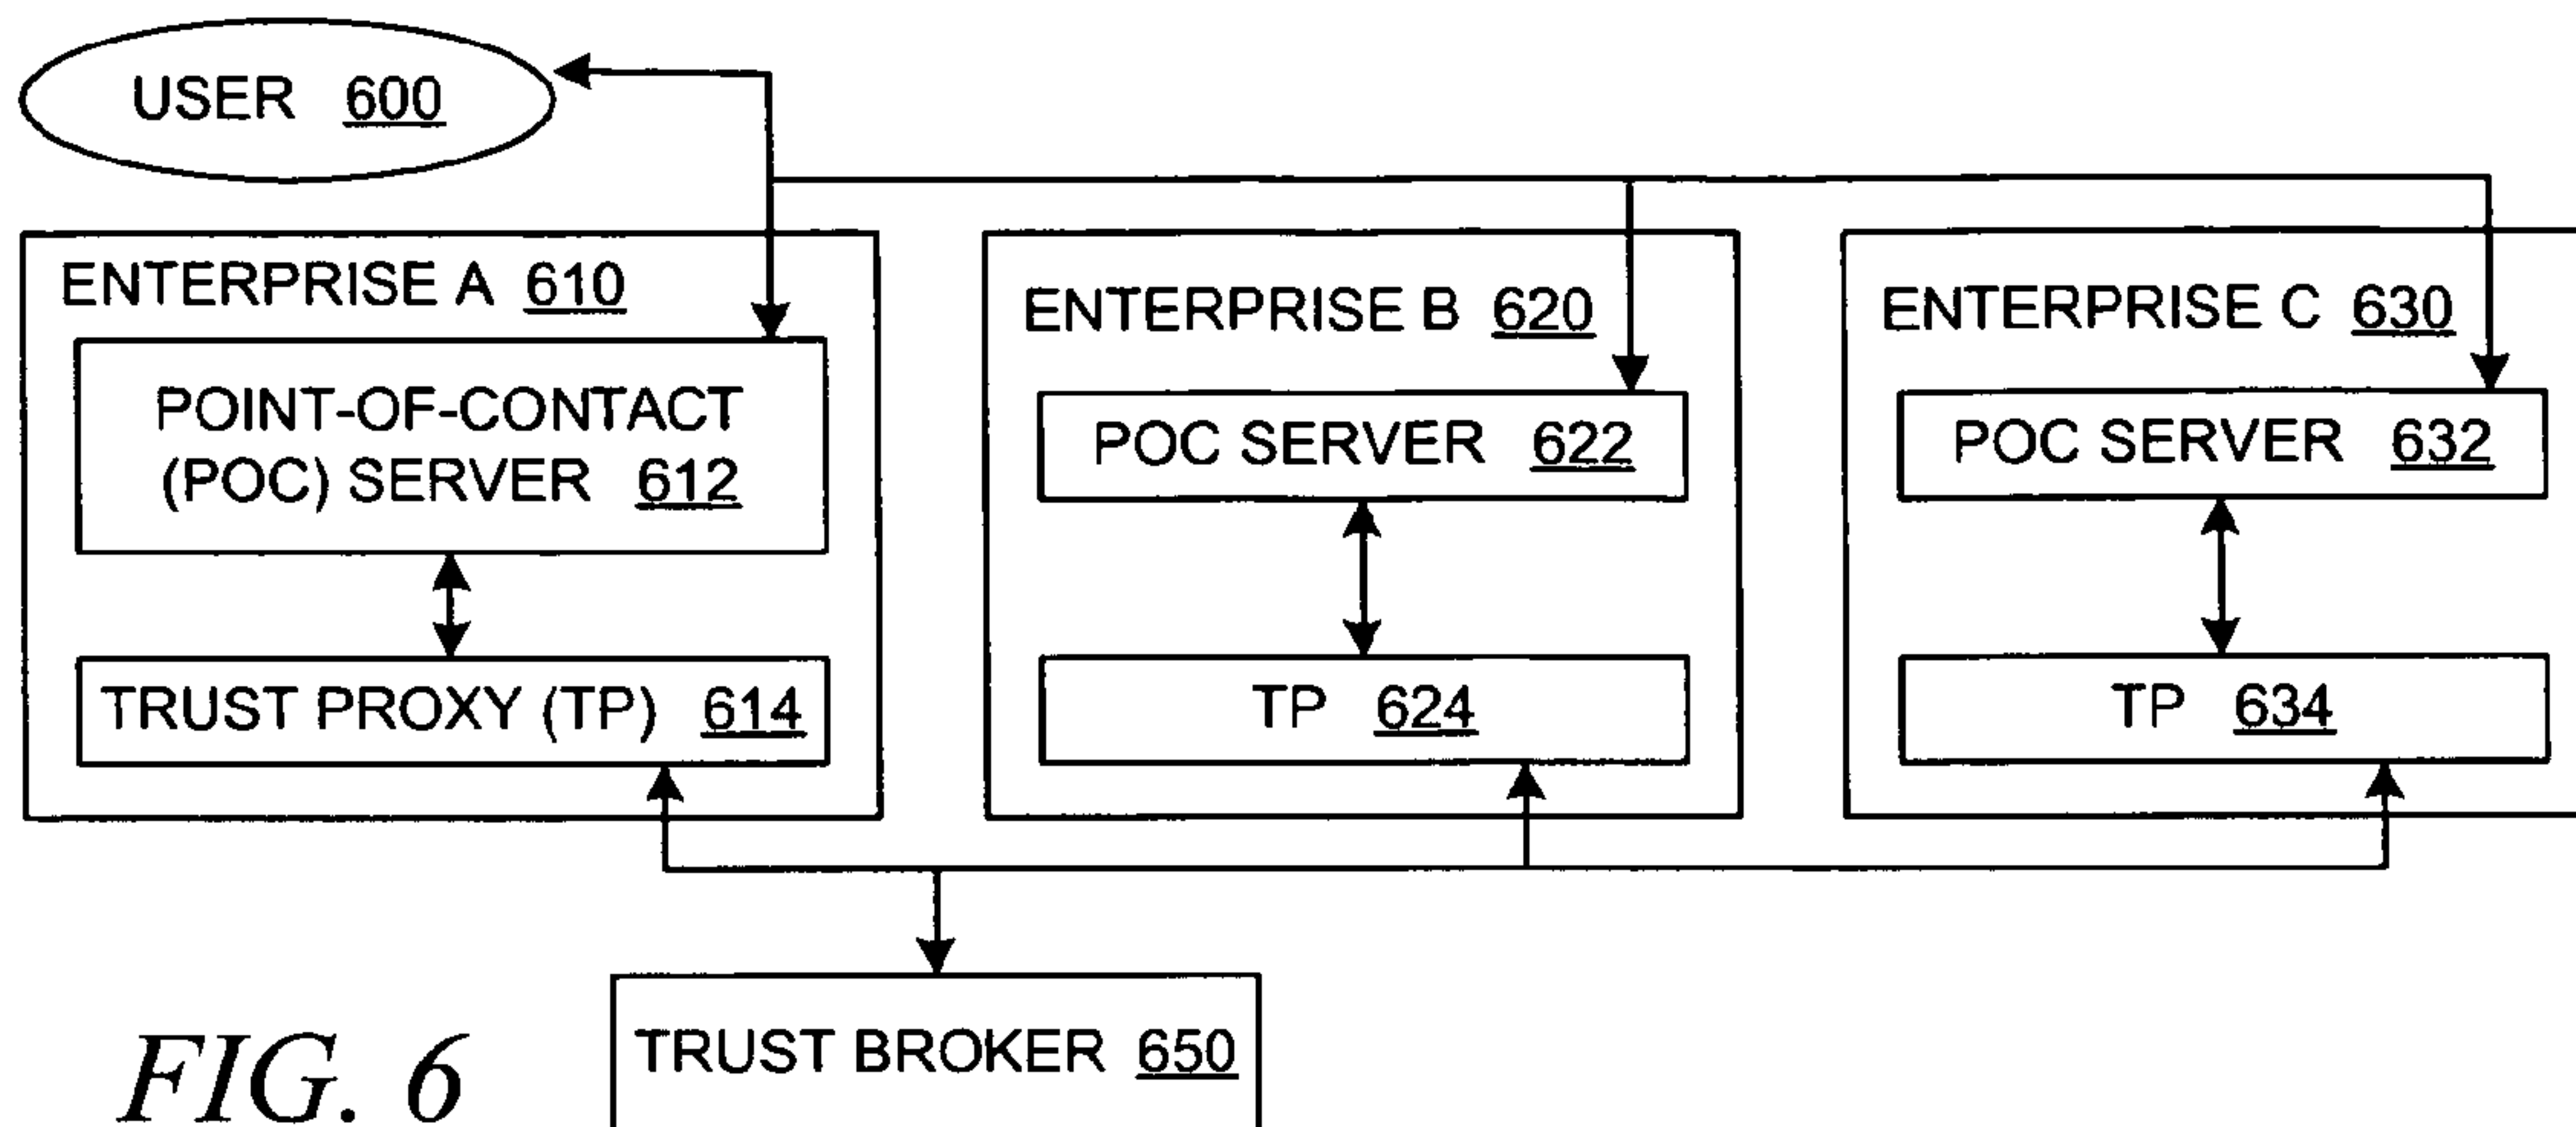 USER 600
ENTERPRISE A 610
POINT-OF-CONTACT
(POC) SERVER 612
TRUST PROXY (TP) 614
ENTERPRISE B 620
POC SERVER 622
TP 624
ENTERPRISE C 630
POC SERVER 632
TP 634
TRUST BROKER 650
FIG. 6